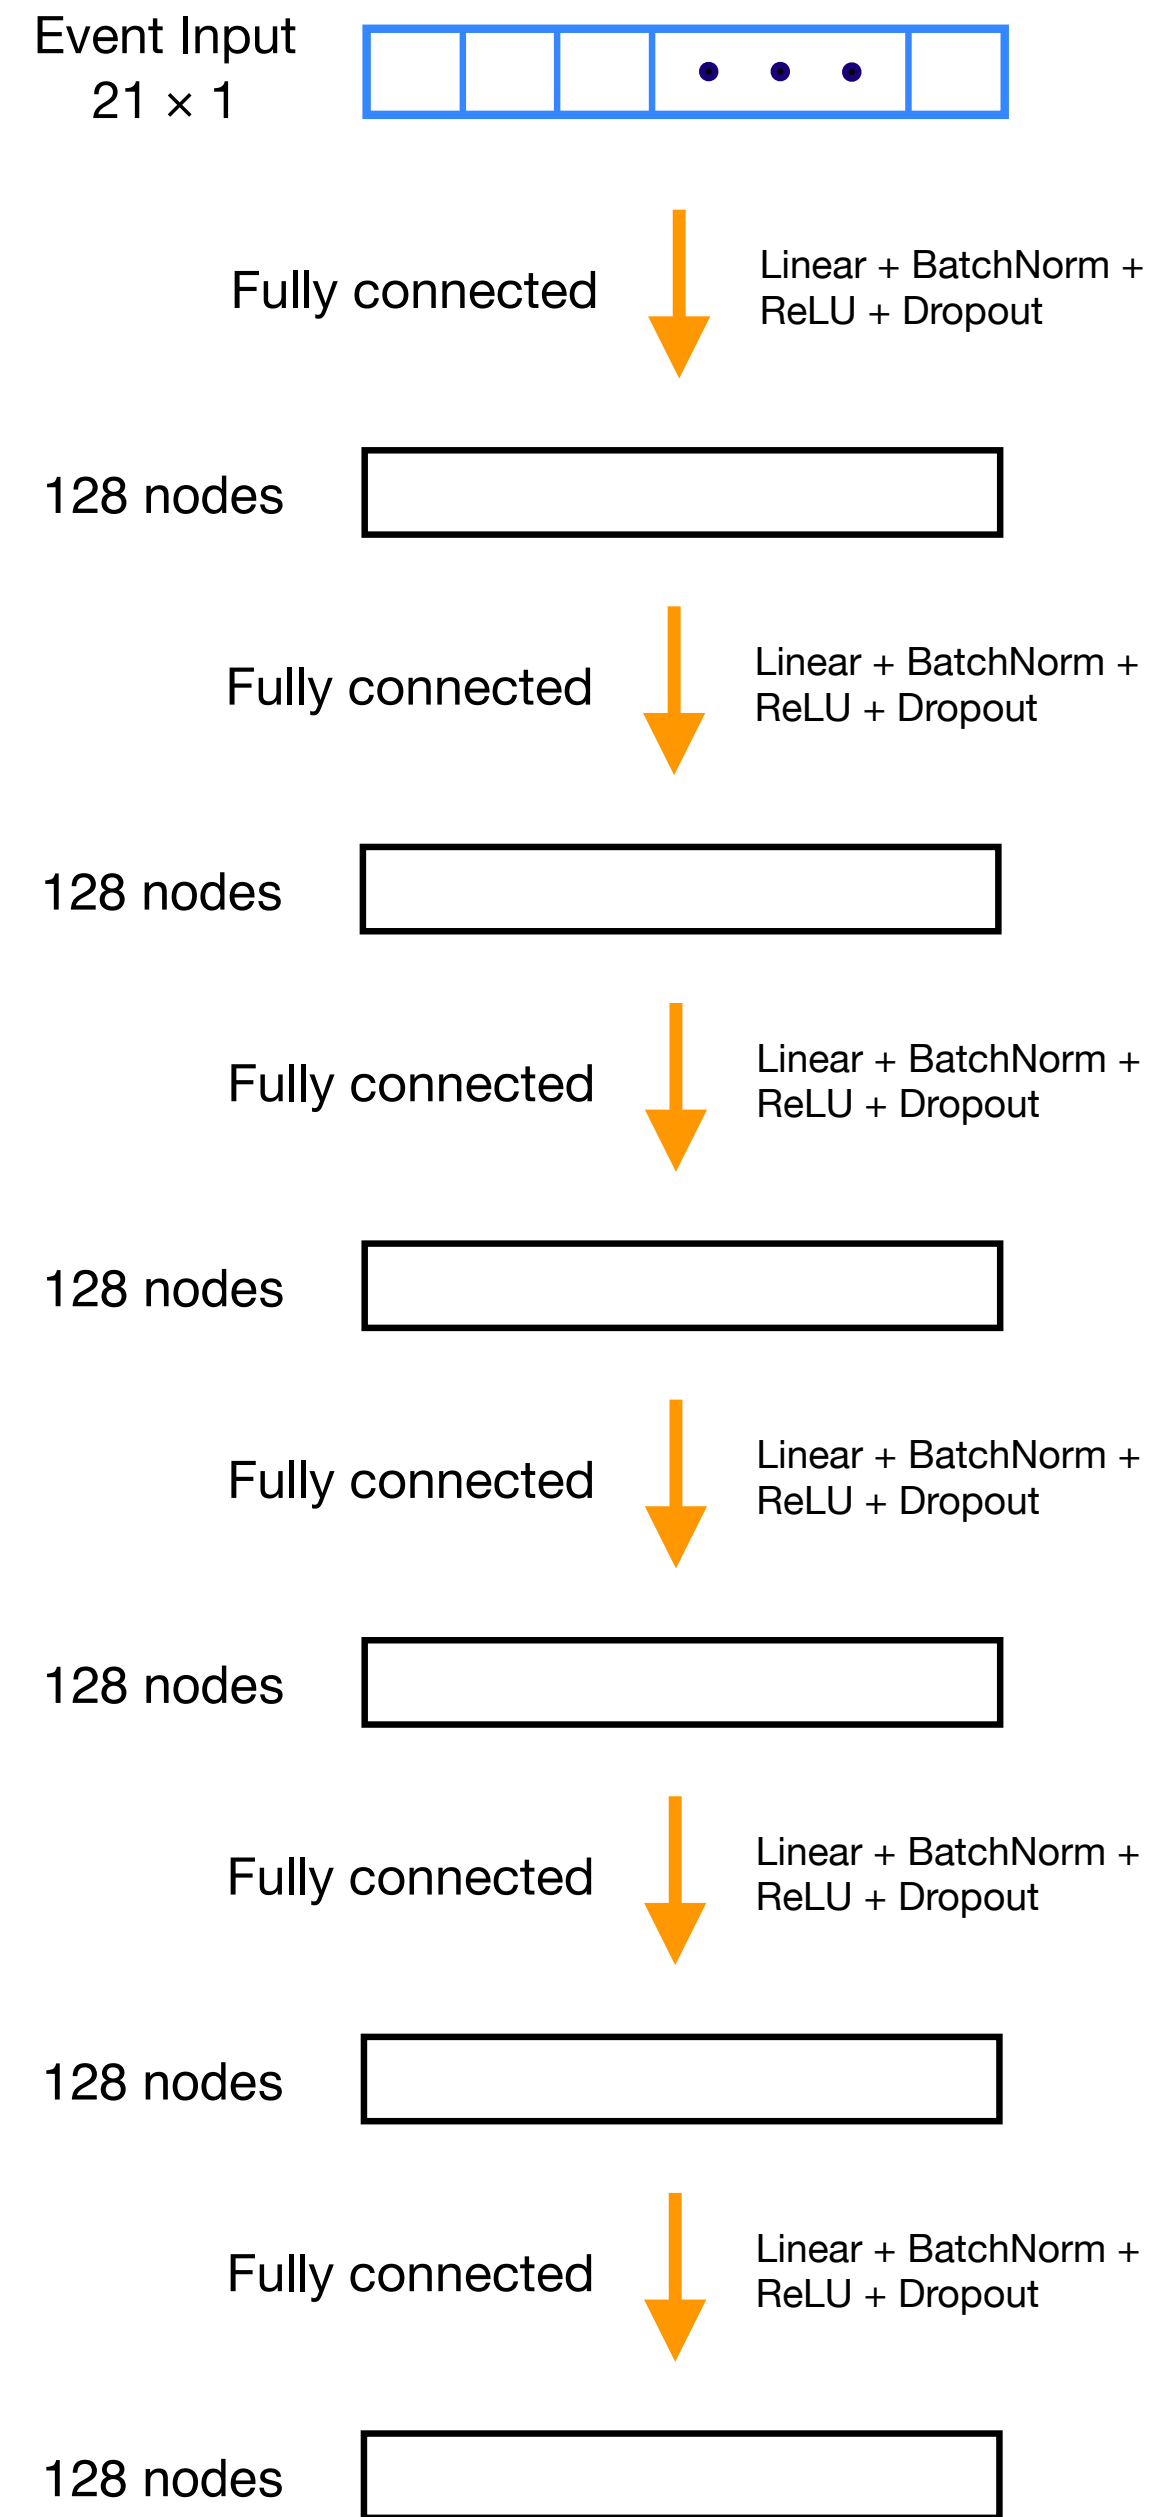 Event Input
21 × 1
Fully connected
Linear + BatchNorm +
ReLU + Dropout
128 nodes
Fully connected
Linear + BatchNorm +
ReLU + Dropout
128 nodes
Fully connected
Linear + BatchNorm +
ReLU + Dropout
128 nodes
Fully connected
Linear + BatchNorm +
ReLU + Dropout
128 nodes
Fully connected
Linear + BatchNorm +
ReLU + Dropout
128 nodes
Fully connected
Linear + BatchNorm +
ReLU + Dropout
128 nodes